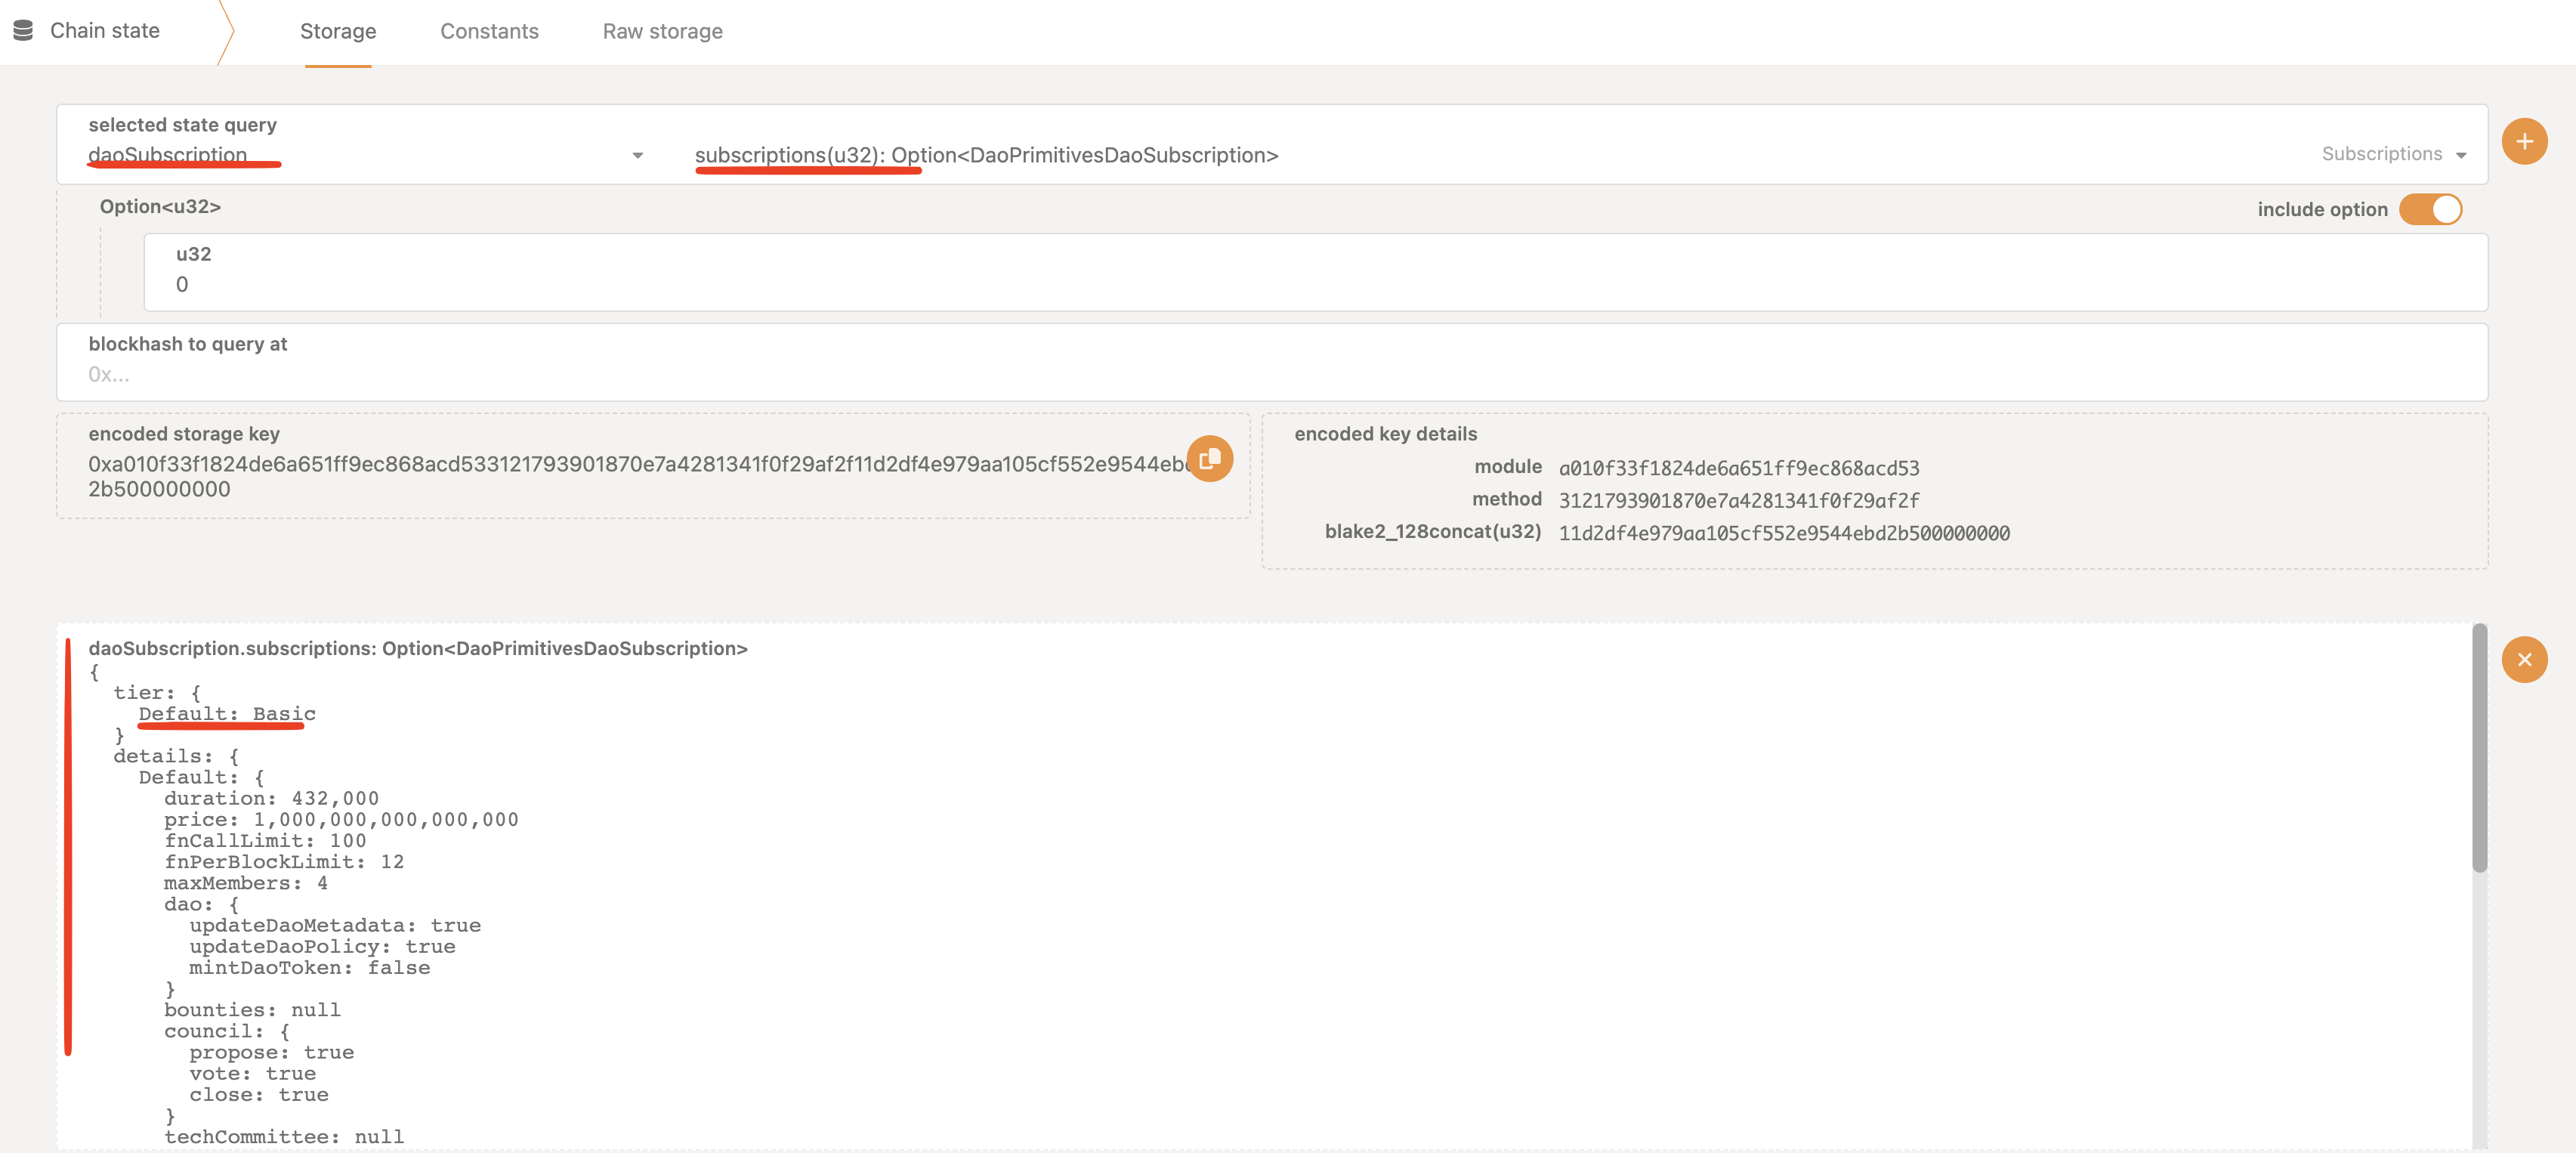 Chain state
Storage
Constants
Raw storage
selected state query
daoSubscription
subscriptions(u32): Option<DaoPrimitivesDaoSubscription>
Subscriptions
Option<u32>
include option
u32
0
blockhash to query at
0x...
encoded storage key
0xa010f33f1824de6a651ff9ec868acd533121793901870e7a4281341f0f29af2f11d2df4e979aa105cf552e9544eb
2b500000000
encoded key details
module a010f33f1824de6a651ff9ec868acd53
method 3121793901870e7a4281341f0f29af2f
blake2_128concat(u32) 11d2df4e979aa105cf552e9544ebd2b500000000
daoSubscription.subscriptions: Option<DaoPrimitivesDaoSubscription>
{
tier: {
Default: Basic
}
details: {
Default: {
duration: 432,000
price: 1,000,000,000,000,000
fnCallLimit: 100
fnPerBlockLimit: 12
maxMembers: 4
dao: {
updateDaoMetadata: true
updateDaoPolicy: true
mintDaoToken: false
}
bounties: null
council: {
propose: true
vote: true
close: true
}
techCommittee: null